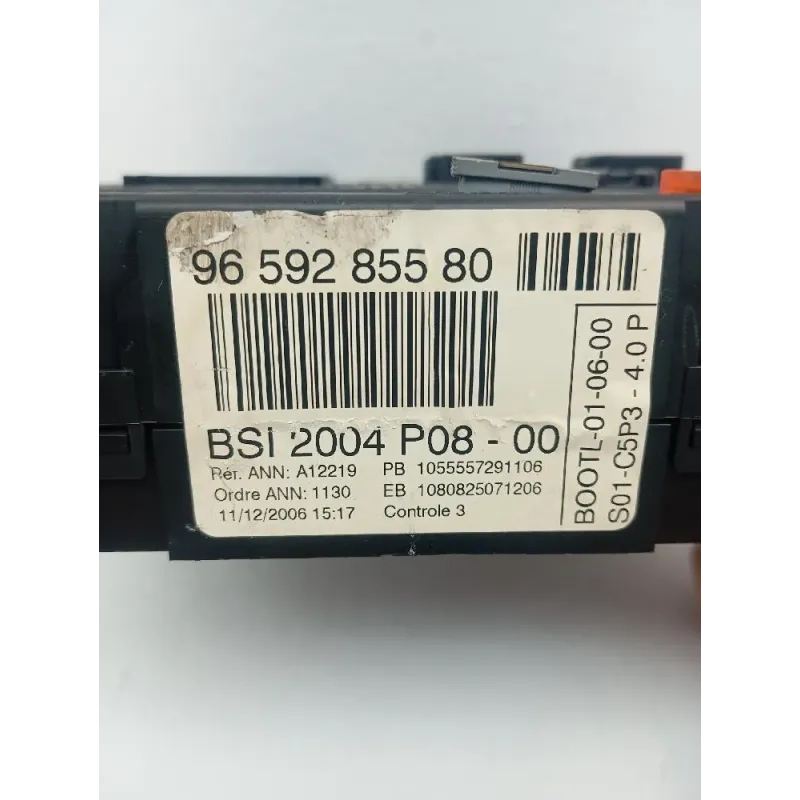 96 592 855 80
BSI 2004 P08 - 00
Réf. ANN: A12219 PB 1055557291106
Ordre ANN: 1130 EB 1080825071206
11/12/2006 15:17 Controle 3
BOOTL-01-06-00
S01-C5P3 - 4.0 P